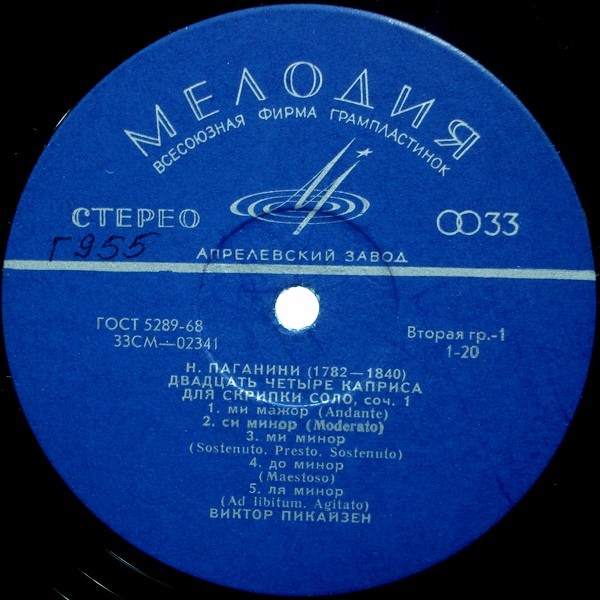 МЕЛОДИЯ
ВСЕСОЮЗНАЯ ФИРМА ГРАМПЛАСТИНОК
СТЕРЕО
33
Г955
АПРЕЛЕВСКИЙ ЗАВОД
ГОСТ 5289-68
33СМ—02341
Вторая гр.-1
1-20
Н. ПАГАНИНИ (1782—1840)
ДВАДЦАТЬ ЧЕТЫРЕ КАПРИСА
ДЛЯ СКРИПКИ СОЛО, соч. 1
1. МИ МАЖОР (Andante)
2. СИ МИНОР (Moderato)
3. МИ МИНОР
(Sostenuto. Presto. Sostenuto)
4. ДО МИНОР
(Maestoso)
5. ЛЯ МИНОР
(Ad libitum. Agitato)
ВИКТОР ПИКАЙЗЕН